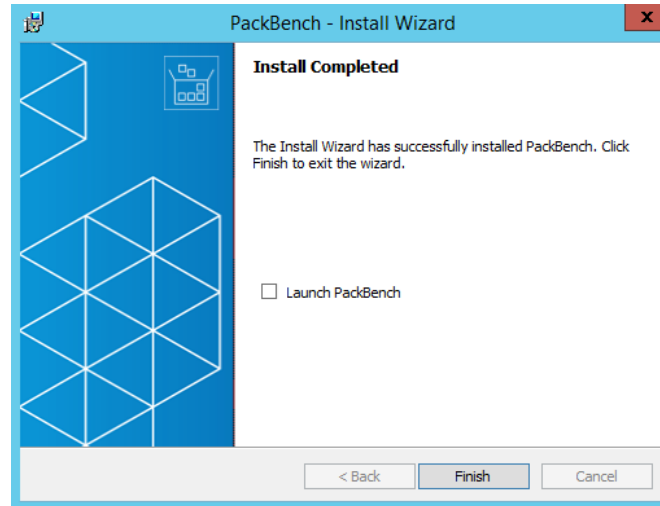 PackBench - Install Wizard
x
Install Completed
The Install Wizard has successfully installed PackBench. Click
Finish to exit the wizard.
Launch PackBench
< Back
Finish
Cancel